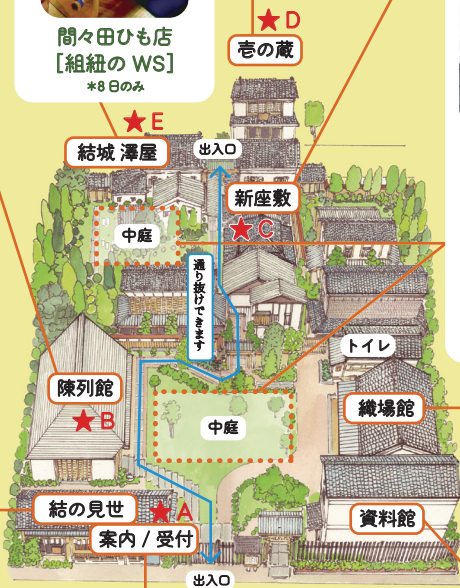 間々田ひも店
[組紐の WS]
*8日のみ
D
壱の蔵
E
結城 澤屋
出入口
新座敷
C
中庭
通り抜けできます
トイレ
陳列館
B
中庭
織場館
結の見世
A
案内 / 受付
資料館
出入口